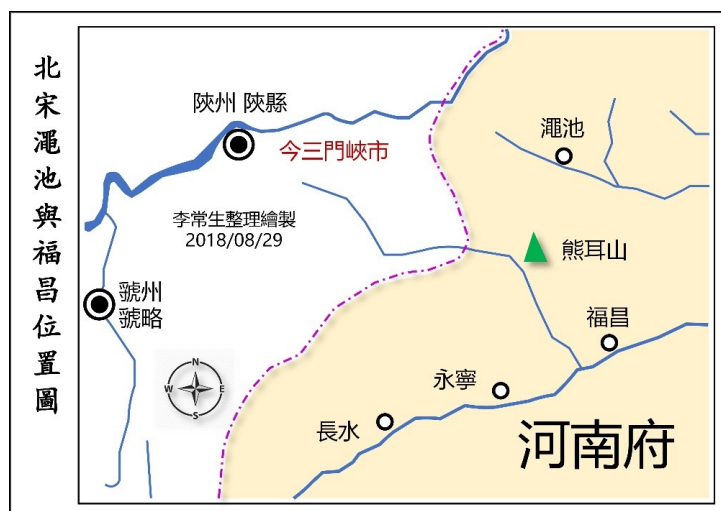 北宋澠池與福昌位置圖
陝州 陝縣
今三門峽市
澠池
李常生整理繪製
2018/08/29
熊耳山
虢州
虢略
福昌
N
W
E
S
永寧
長水
河南府